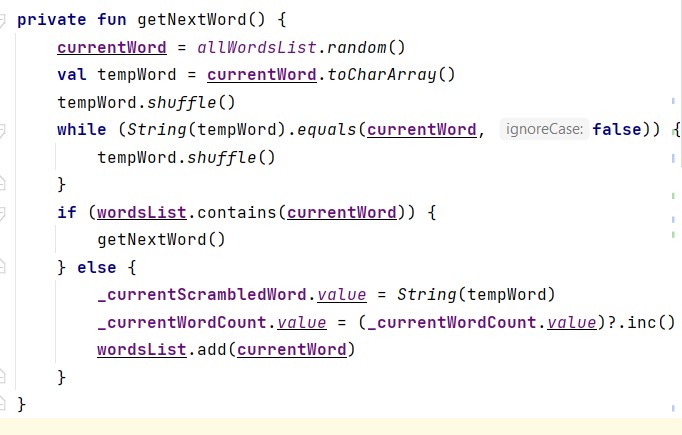 private fun getNextWord() {
    currentWord = allWordsList.random()
    val tempWord = currentWord.toCharArray()
    tempWord.shuffle()
    while (String(tempWord).equals(currentWord, ignoreCase: false)) {
        tempWord.shuffle()
    }
    if (wordsList.contains(currentWord)) {
        getNextWord()
    } else {
        _currentScrambledWord.value = String(tempWord)
        _currentWordCount.value = (_currentWordCount.value)?.inc()
        wordsList.add(currentWord)
    }
}